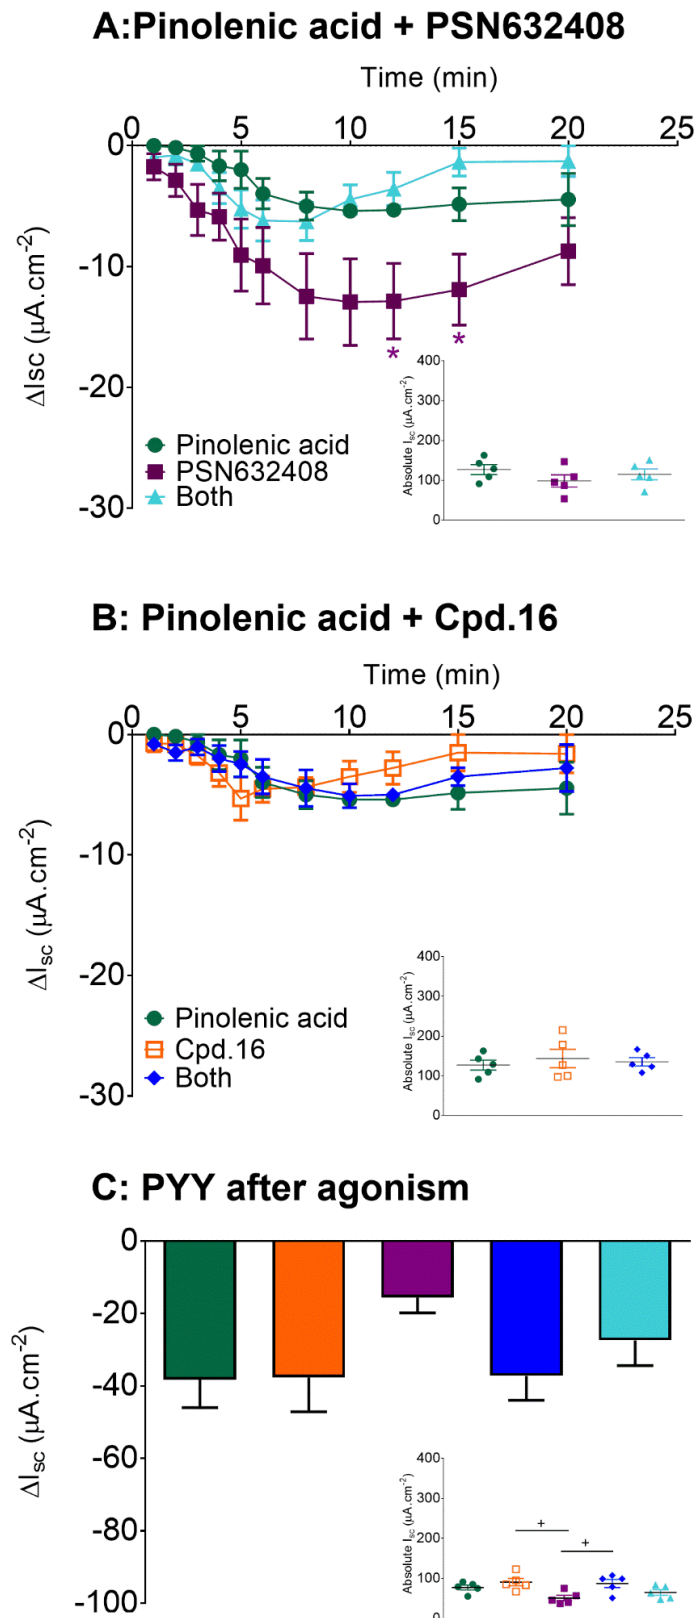 A:Pinolenic acid + PSN632408
Time (min)
0 5 10 15 20 25
0
-10
-20
-30
ΔIsc (µA.cm-2)
* *
Pinolenic acid
PSN632408
Both
Absolute Isc (µA.cm-2)
400
300
200
100
0
B: Pinolenic acid + Cpd.16
Time (min)
0 5 10 15 20 25
0
-10
-20
-30
ΔIsc (µA.cm-2)
Pinolenic acid
Cpd.16
Both
Absolute Isc (µA.cm-2)
400
300
200
100
0
C: PYY after agonism
0
-20
-40
-60
-80
-100
ΔIsc (µA.cm-2)
Absolute Isc (µA.cm-2)
400
300
200
100
+
+